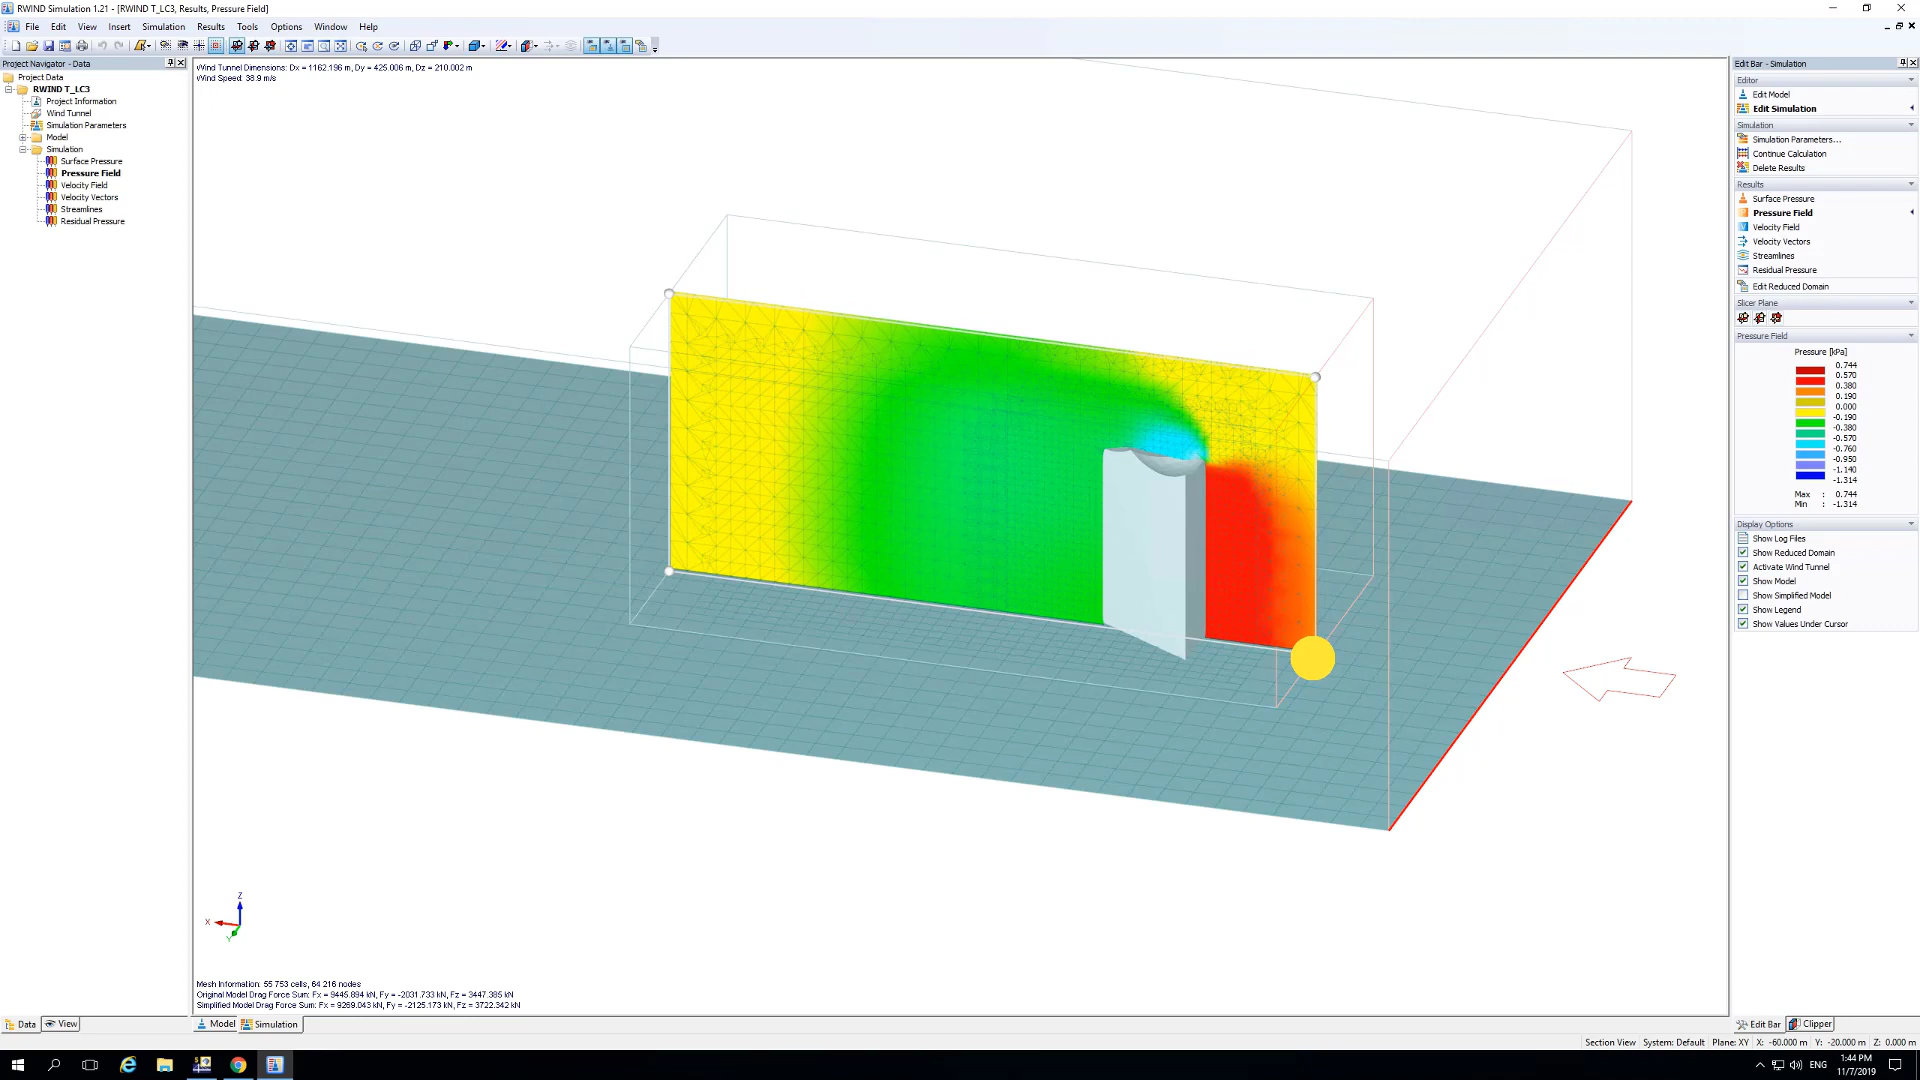 RWIND Simulation 1.21 - [RWIND T_LC3, Results, Pressure Field]
File Edit View Insert Simulation Results Tools Options Window Help
Project Navigator - Data
Project Data
RWIND T_LC3
Project Information
Wind Tunnel
Simulation Parameters
Model
Simulation
Surface Pressure
Pressure Field
Velocity Field
Velocity Vectors
Streamlines
Residual Pressure
Data View
Wind Tunnel Dimensions: Dx = 1162.196 m, Dy = 425.006 m, Dz = 210.002 m
Wind Speed: 38.9 m/s
Z
X
Y
Mesh Information: 55 753 cells, 64 216 nodes
Original Model Drag Force Sum: Fx = 9445.894 kN, Fy = -2031.733 kN, Fz = 3447.385 kN
Simplified Model Drag Force Sum: Fx = 9269.043 kN, Fy = -2125.173 kN, Fz = 3722.342 kN
Model Simulation
Edit Bar - Simulation
Editor
Edit Model
Edit Simulation
Simulation
Simulation Parameters...
Continue Calculation
Delete Results
Results
Surface Pressure
Pressure Field
Velocity Field
Velocity Vectors
Streamlines
Residual Pressure
Edit Reduced Domain
Slicer Plane
Pressure Field
Pressure [kPa]
0.744
0.570
0.380
0.190
0.000
-0.190
-0.380
-0.570
-0.760
-0.950
-1.140
-1.314
Max : 0.744
Min : -1.314
Display Options
Show Log Files
Show Reduced Domain
Activate Wind Tunnel
Show Model
Show Simplified Model
Show Legend
Show Values Under Cursor
Edit Bar Clipper
Section View System: Default Plane: XY X: -60.000 m Y: -20.000 m Z: 0.000 m
ENG
1:44 PM
11/7/2019